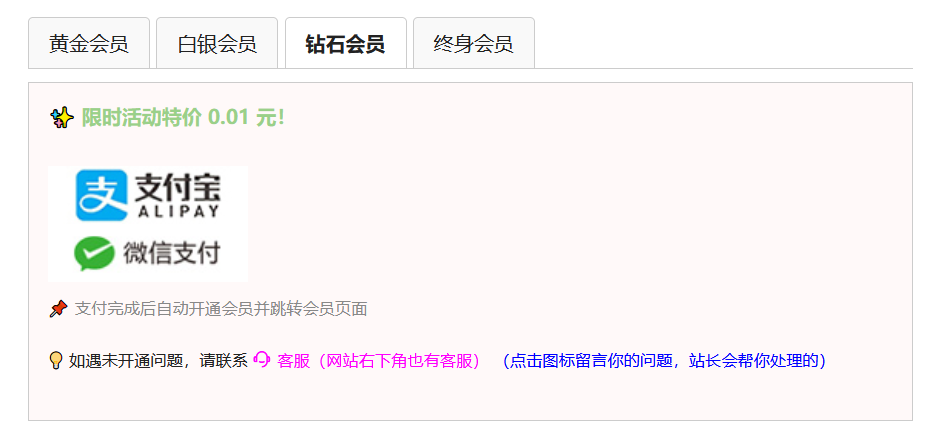 黄金会员 白银会员 钻石会员 终身会员
限时活动特价 0.01 元！
支付宝
ALIPAY
微信支付
支付完成后自动开通会员并跳转会员页面
如遇未开通问题，请联系 客服（网站右下角也有客服） （点击图标留言你的问题，站长会帮你处理的）